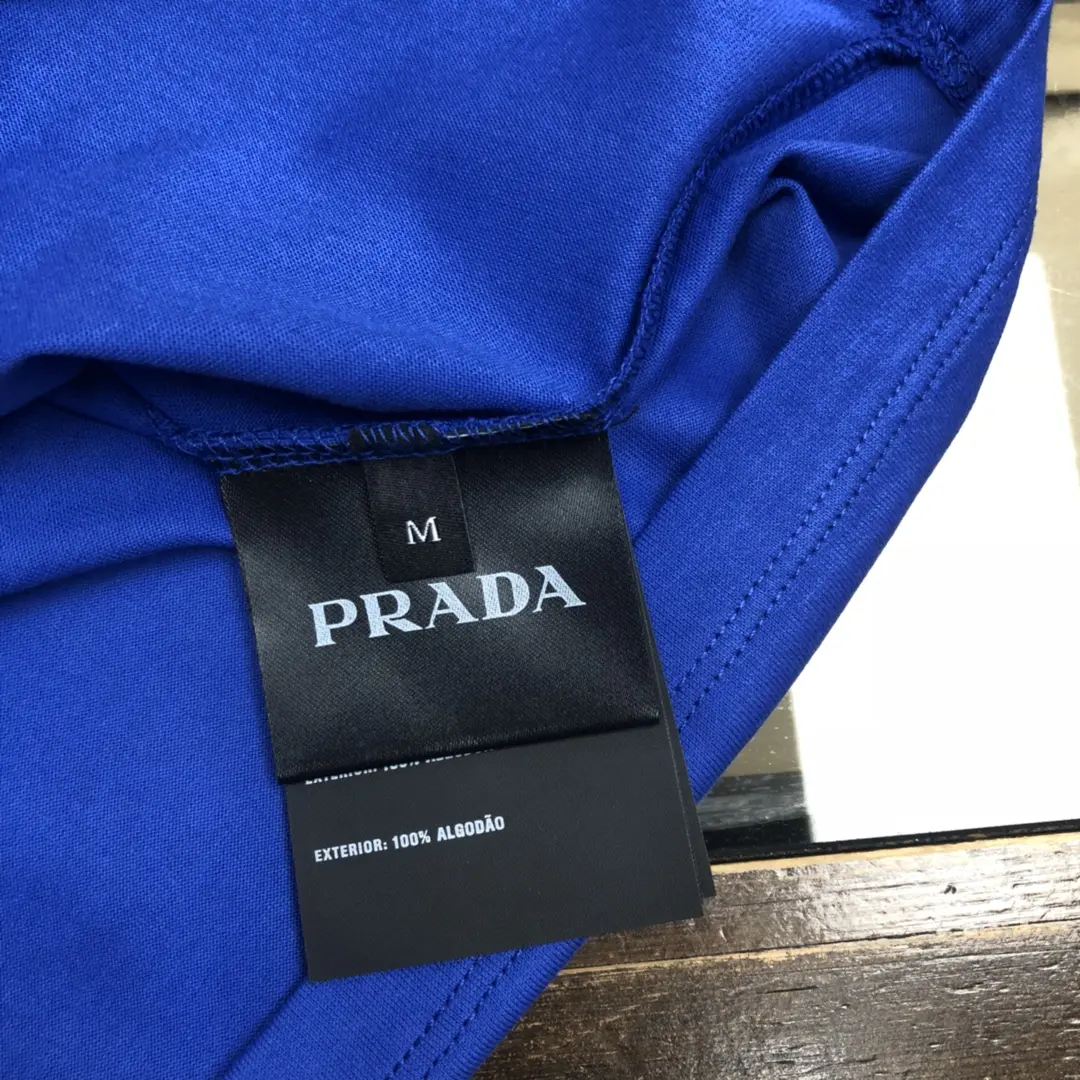 M
PRADA
EXTERIOR: 100% ALGODÃO